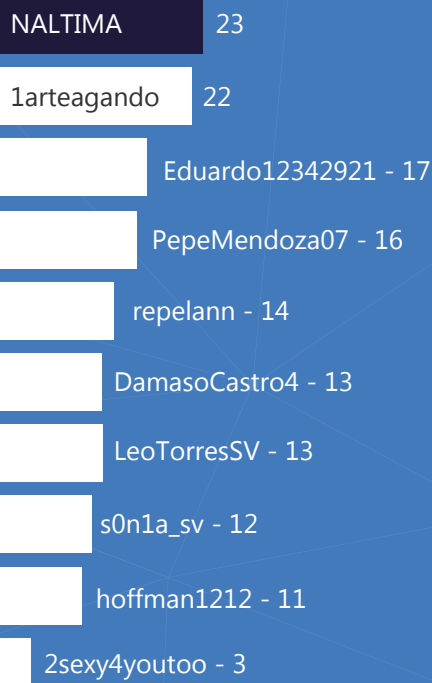 NALTIMA 23
1arteagando 22
Eduardo12342921 - 17
PepeMendoza07 - 16
repelann - 14
DamasoCastro4 - 13
LeoTorresSV - 13
s0n1a_sv - 12
hoffman1212 - 11
2sexy4youtoo - 3